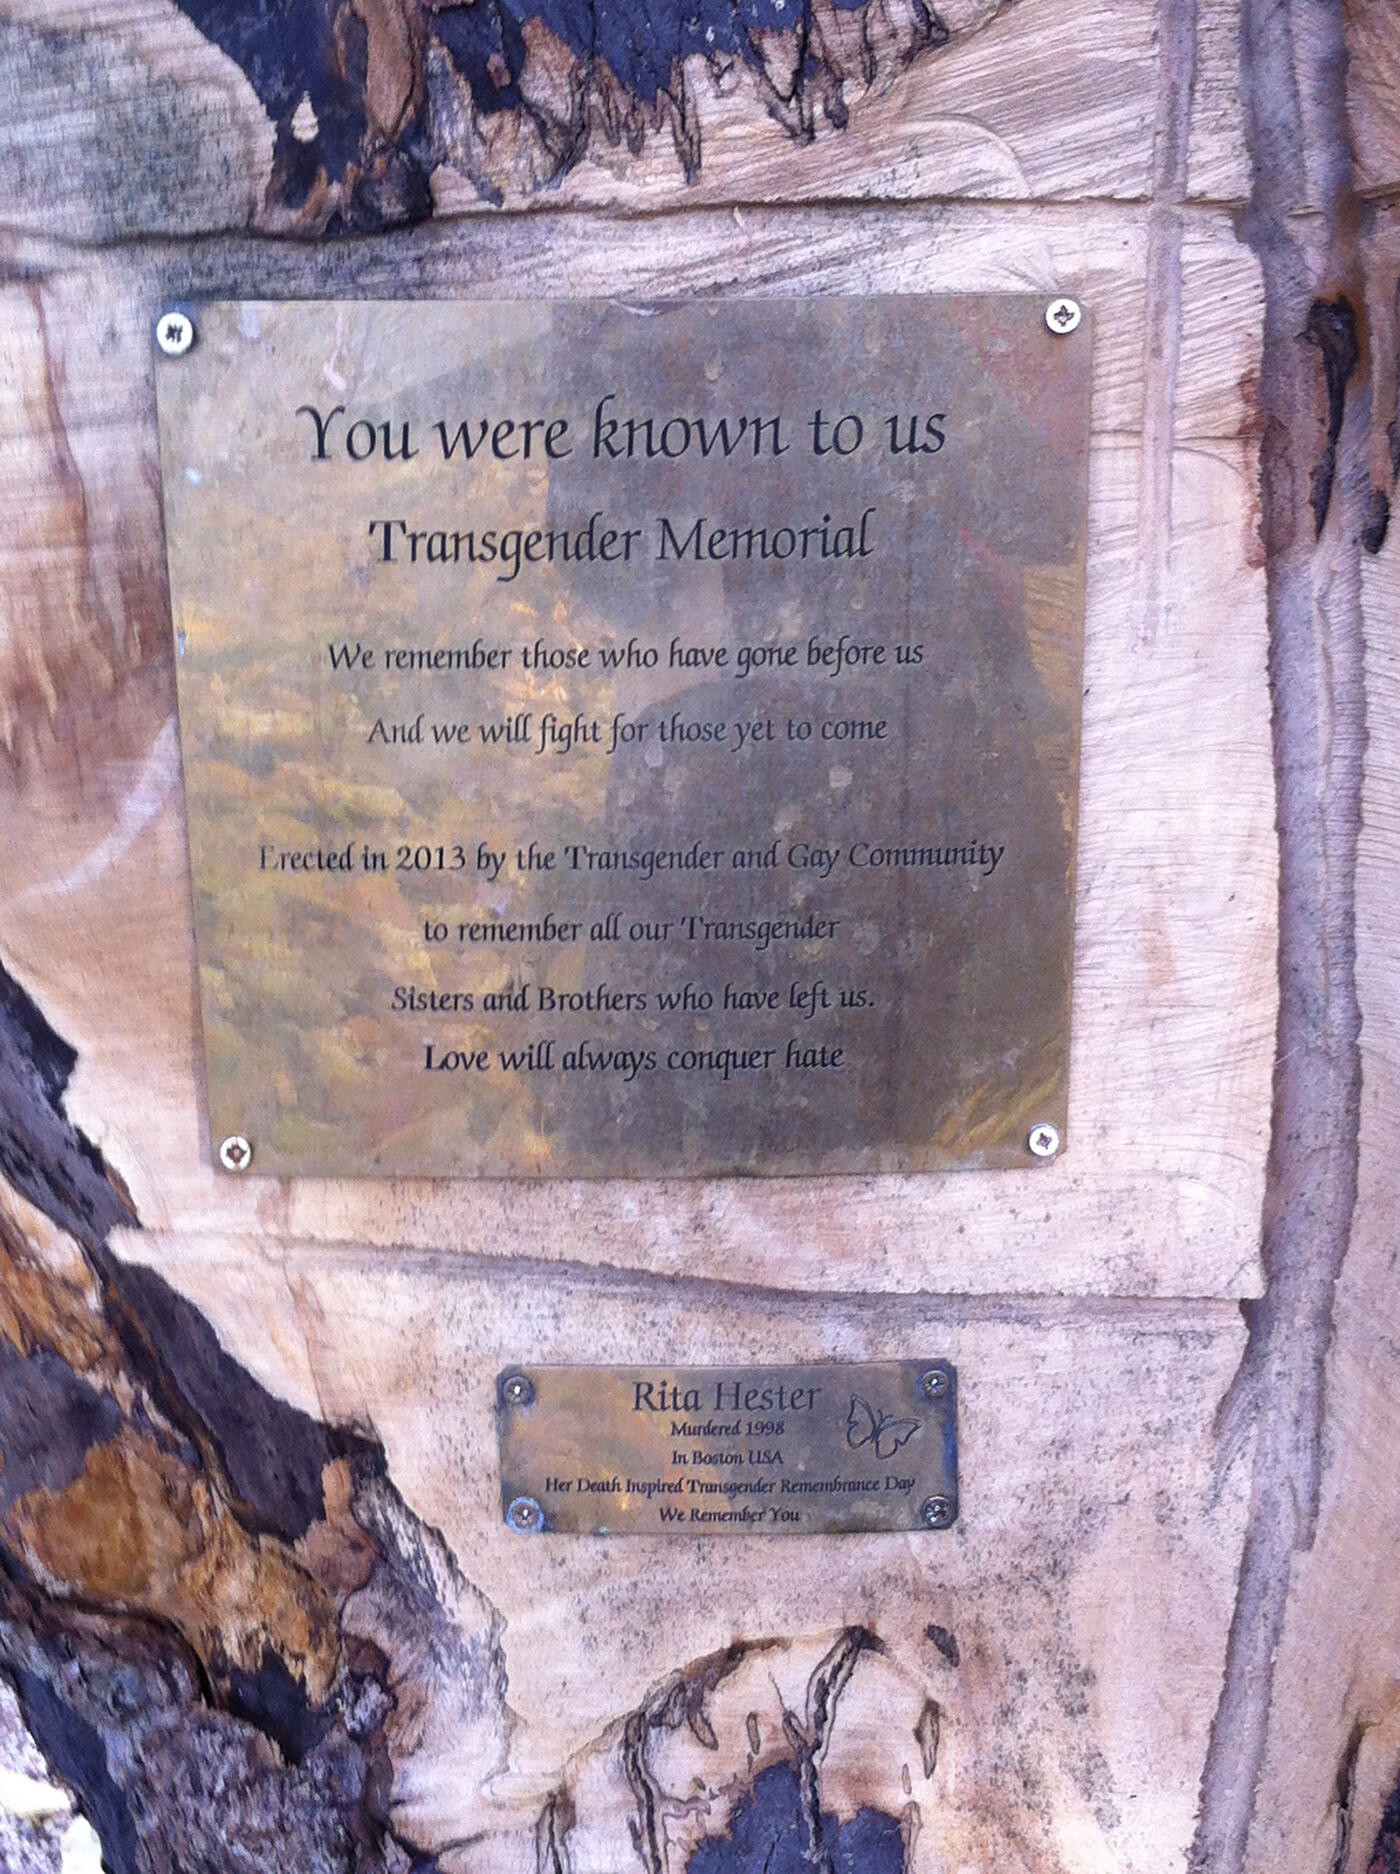 You were known to us
Transgender Memorial
We remember those who have gone before us
And we will fight for those yet to come
Erected in 2013 by the Transgender and Gay Community
to remember all our Transgender
Sisters and Brothers who have left us.
Love will always conquer hate
Rita Hester
Murdered 1998
In Boston USA
Her Death Inspired Transgender Remembrance Day
We Remember You